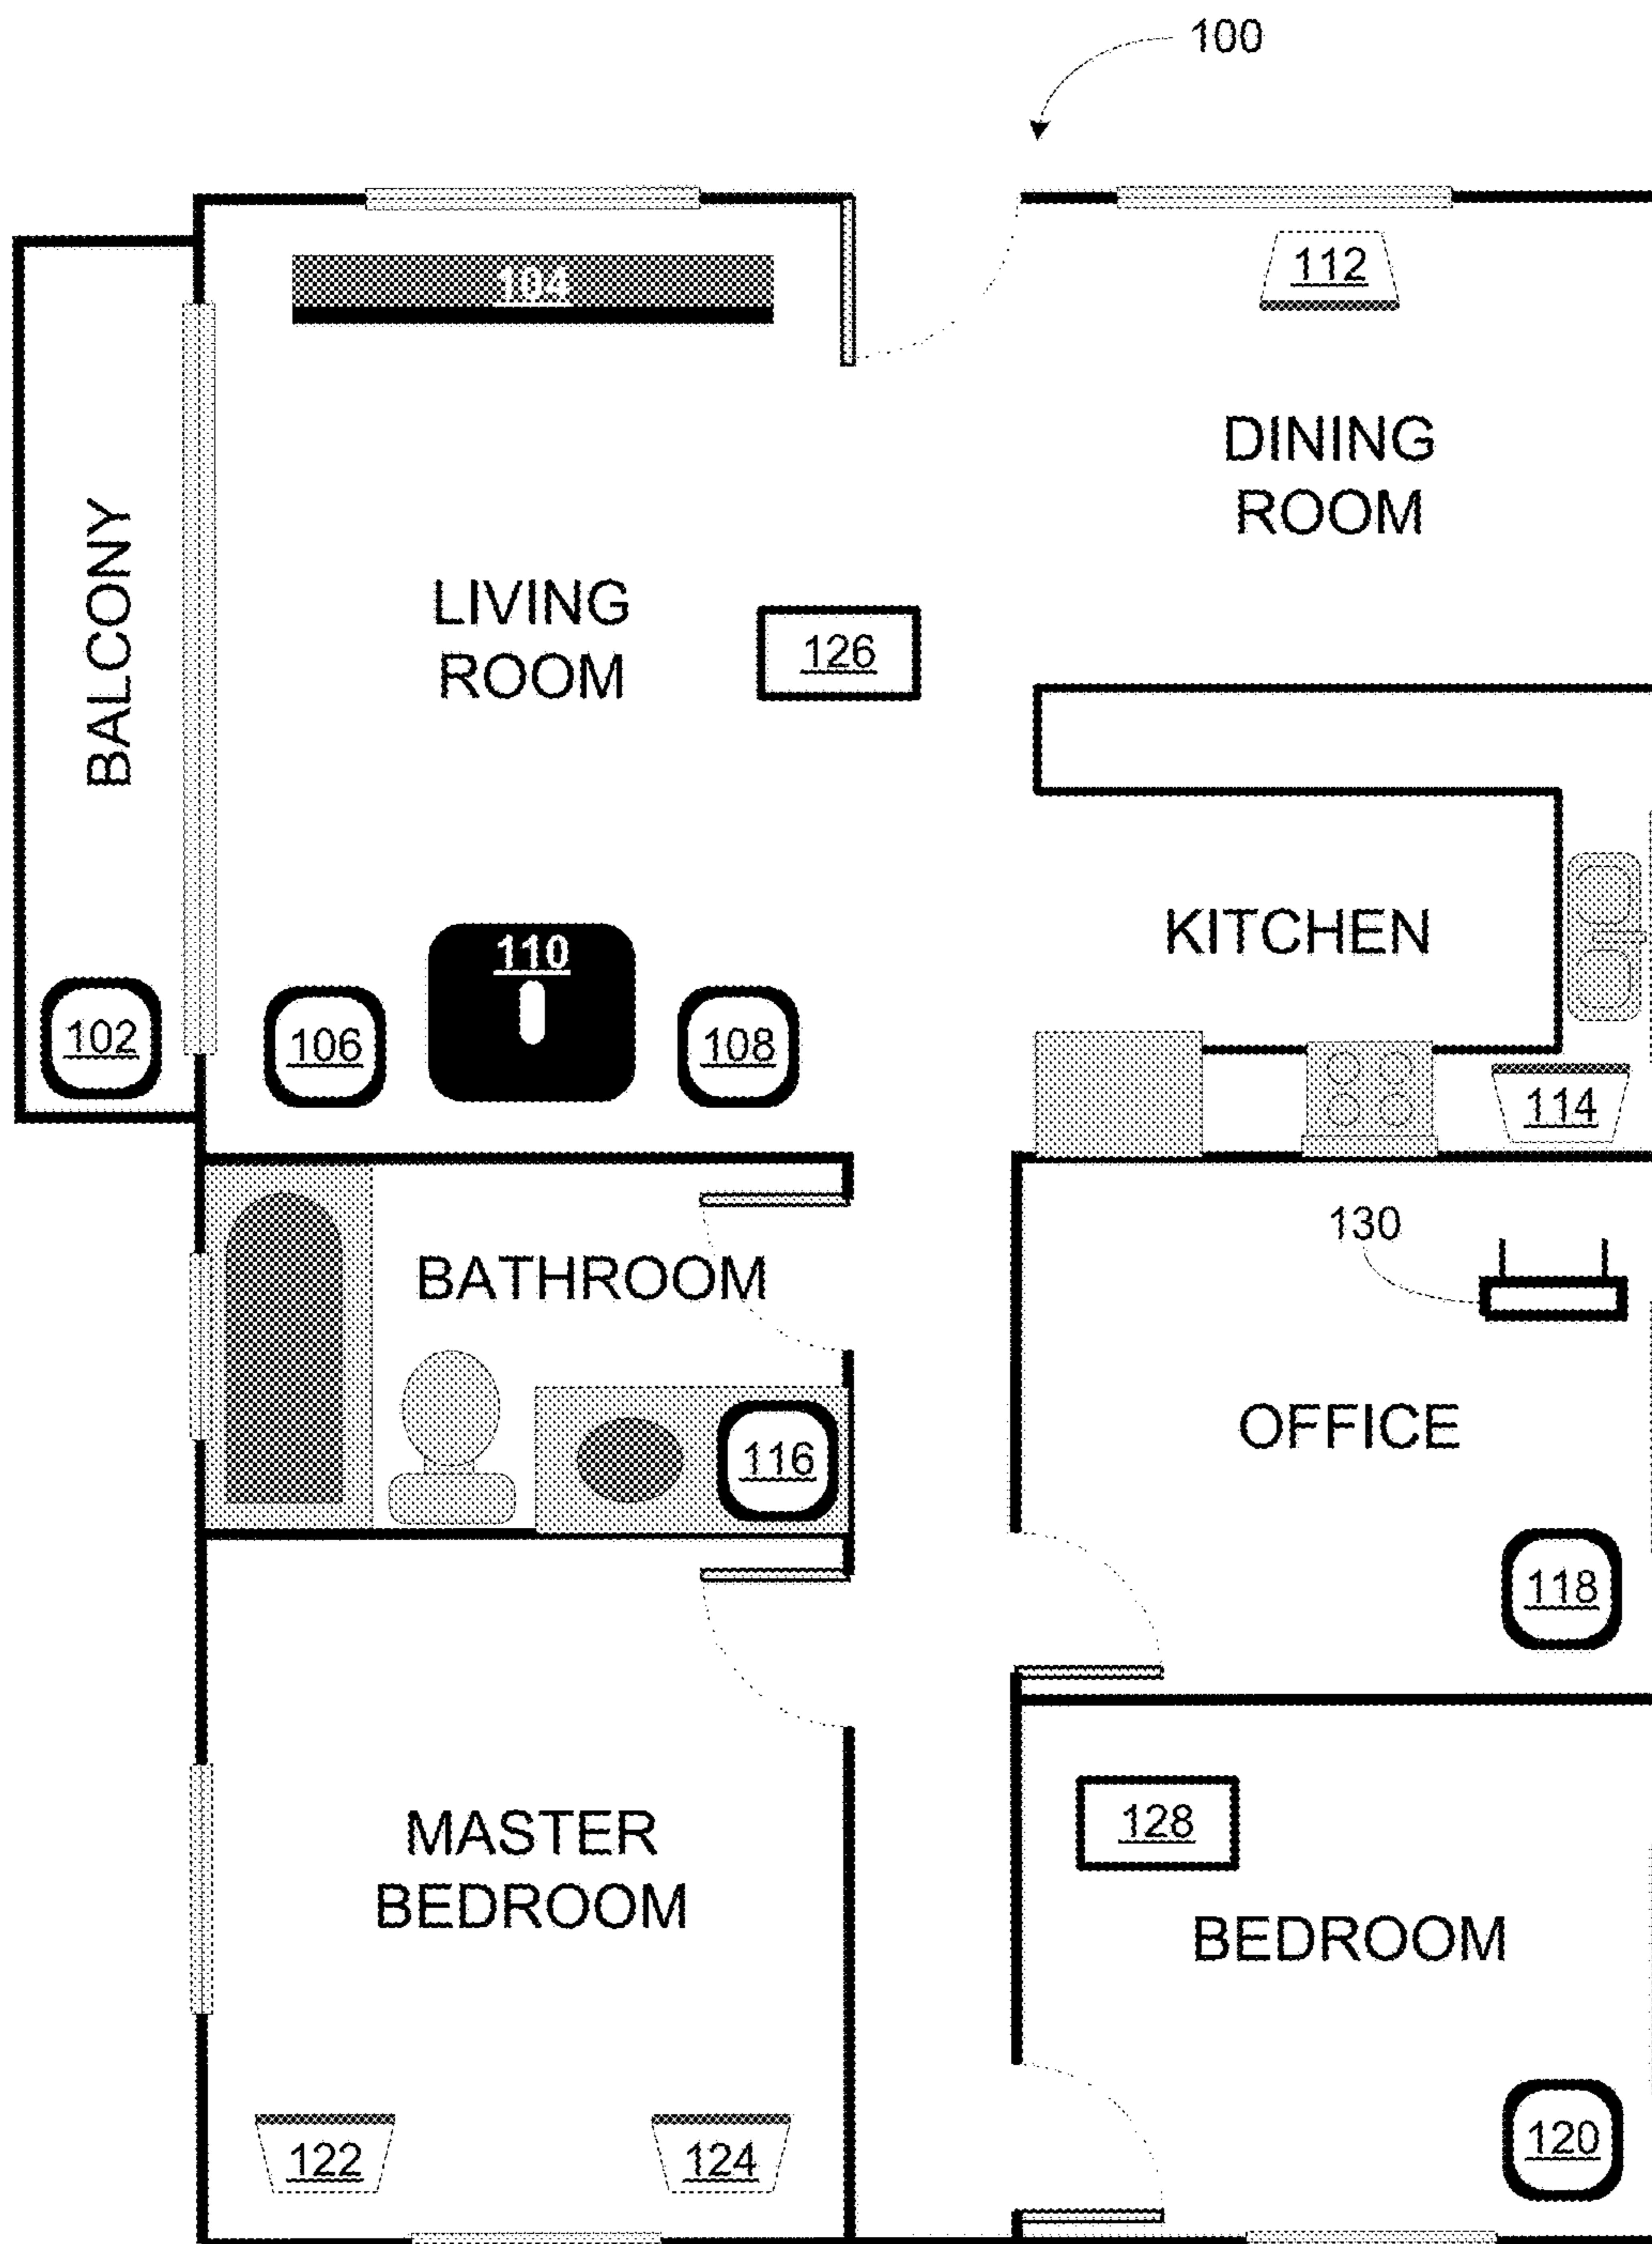 100
104
112
DINING
ROOM
BALCONY
LIVING
ROOM
126
KITCHEN
110
102
106
108
114
130
BATHROOM
OFFICE
116
118
128
MASTER
BEDROOM
BEDROOM
122
124
120